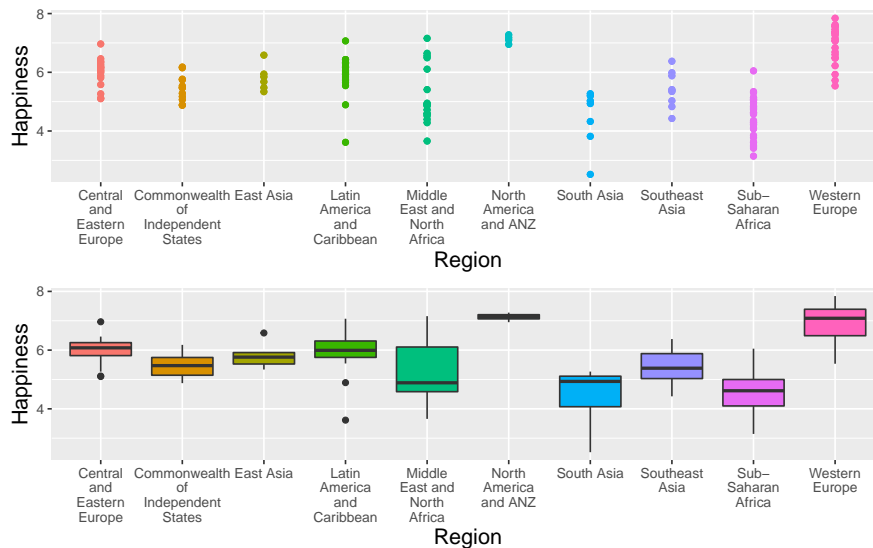 Happiness
8
6
4
Central
and
Eastern
Europe
Commonwealth
of
Independent
States
East Asia
Latin
America
and
Caribbean
Middle
East and
North
Africa
North
America
and ANZ
South Asia
Southeast
Asia
Sub–
Saharan
Africa
Western
Europe
Region
Happiness
8
6
4
Central
and
Eastern
Europe
Commonwealth
of
Independent
States
East Asia
Latin
America
and
Caribbean
Middle
East and
North
Africa
North
America
and ANZ
South Asia
Southeast
Asia
Sub–
Saharan
Africa
Western
Europe
Region